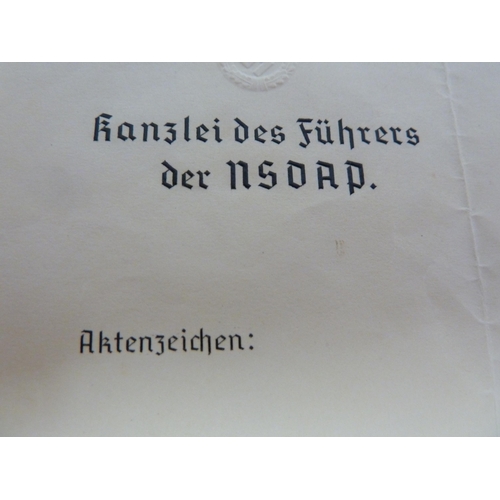 Kanzlei des Führers
der NSDAP.
Aktenzeichen: